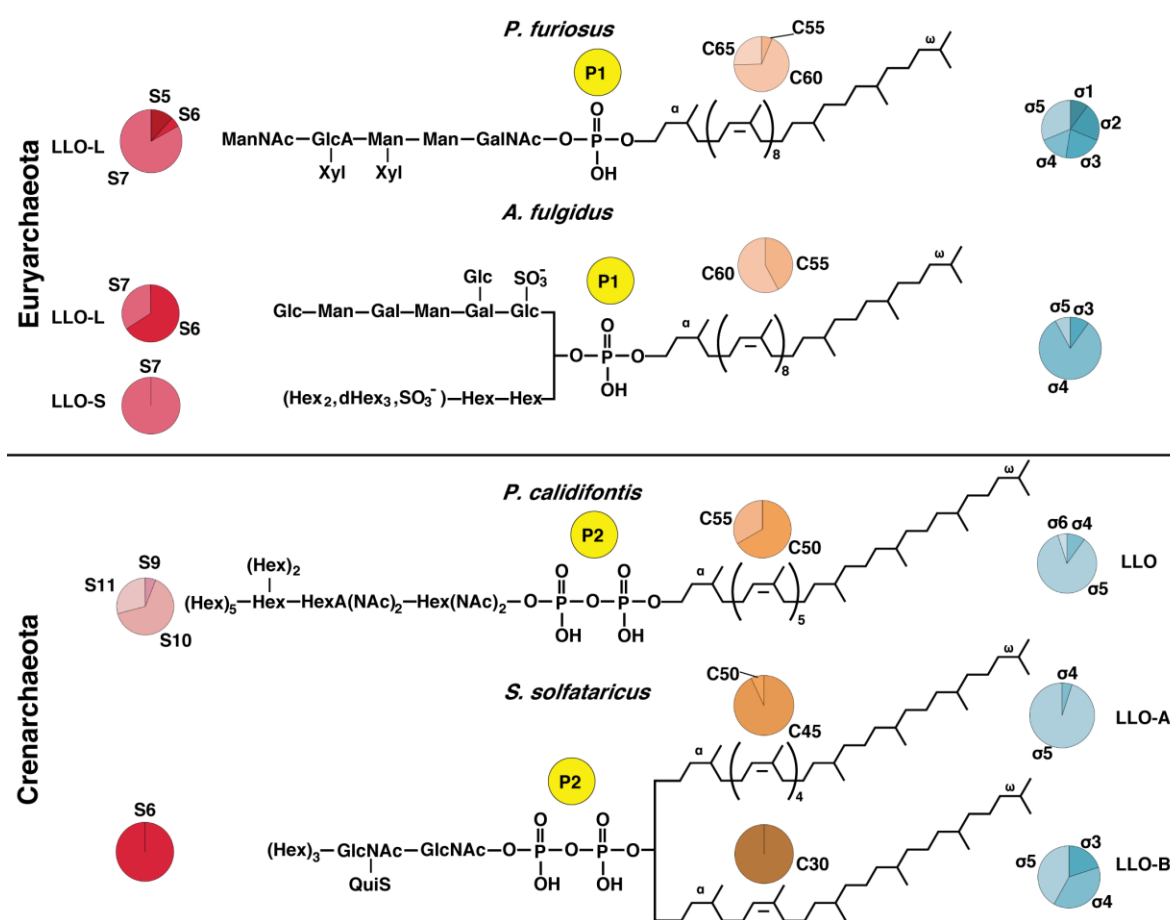 P. furiosus
C65
C55
C60
P1
ω
S5
S6
S7
LLO-L
ManNAc GlcA Man Man GalNAc O P O
O
OH
Xyl Xyl
α
8
σ5
σ1
σ2
σ4
σ3
Euryarchaeota
A. fulgidus
C60
C55
P1
ω
S7
LLO-L
S6
Glc SO3-
Glc Man Gal Man Gal Glc
O
O P O
OH
α
8
σ5
σ3
σ4
S7
LLO-S
(Hex2,dHex3,SO3-) Hex Hex
P. calidifontis
C55
C50
P2
ω
S9
S11
S10
(Hex)2
(Hex)5 Hex HexA(NAc)2 Hex(NAc)2 O P O P O
O O
OH OH
α
5
σ6
σ4
σ5
LLO
Crenarchaeota
S. solfataricus
C50
C45
P2
ω
α
4
σ4
σ5
LLO-A
S6
(Hex)3 GlcNAc GlcNAc O P O P O
O O
OH OH
QuiS
C30
α
ω
σ5
σ3
σ4
LLO-B